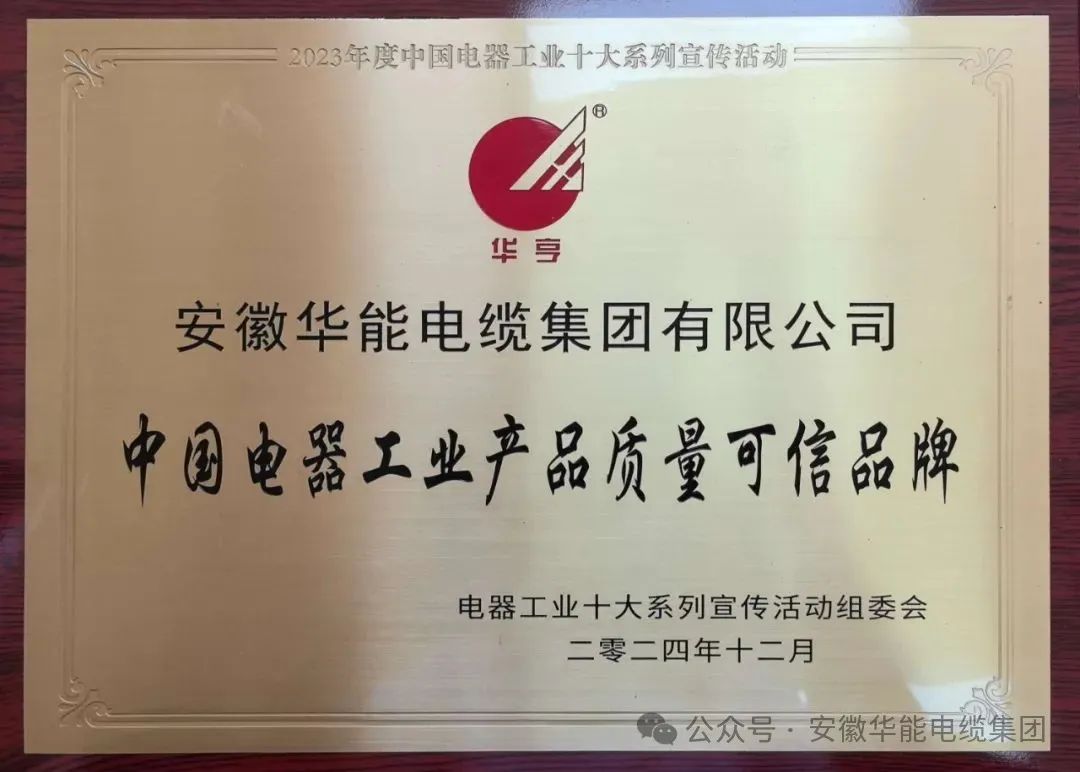 2023年度中国电器工业十大系列宣传活动
®
华亨
安徽华能电缆集团有限公司
中国电器工业产品质量可信品牌
电器工业十大系列宣传活动组委会
二零二四年十二月
公众号·安徽华能电缆集团